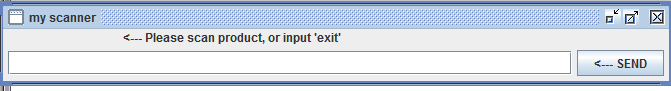 my scanner
<--- Please scan product, or input 'exit'
<--- SEND